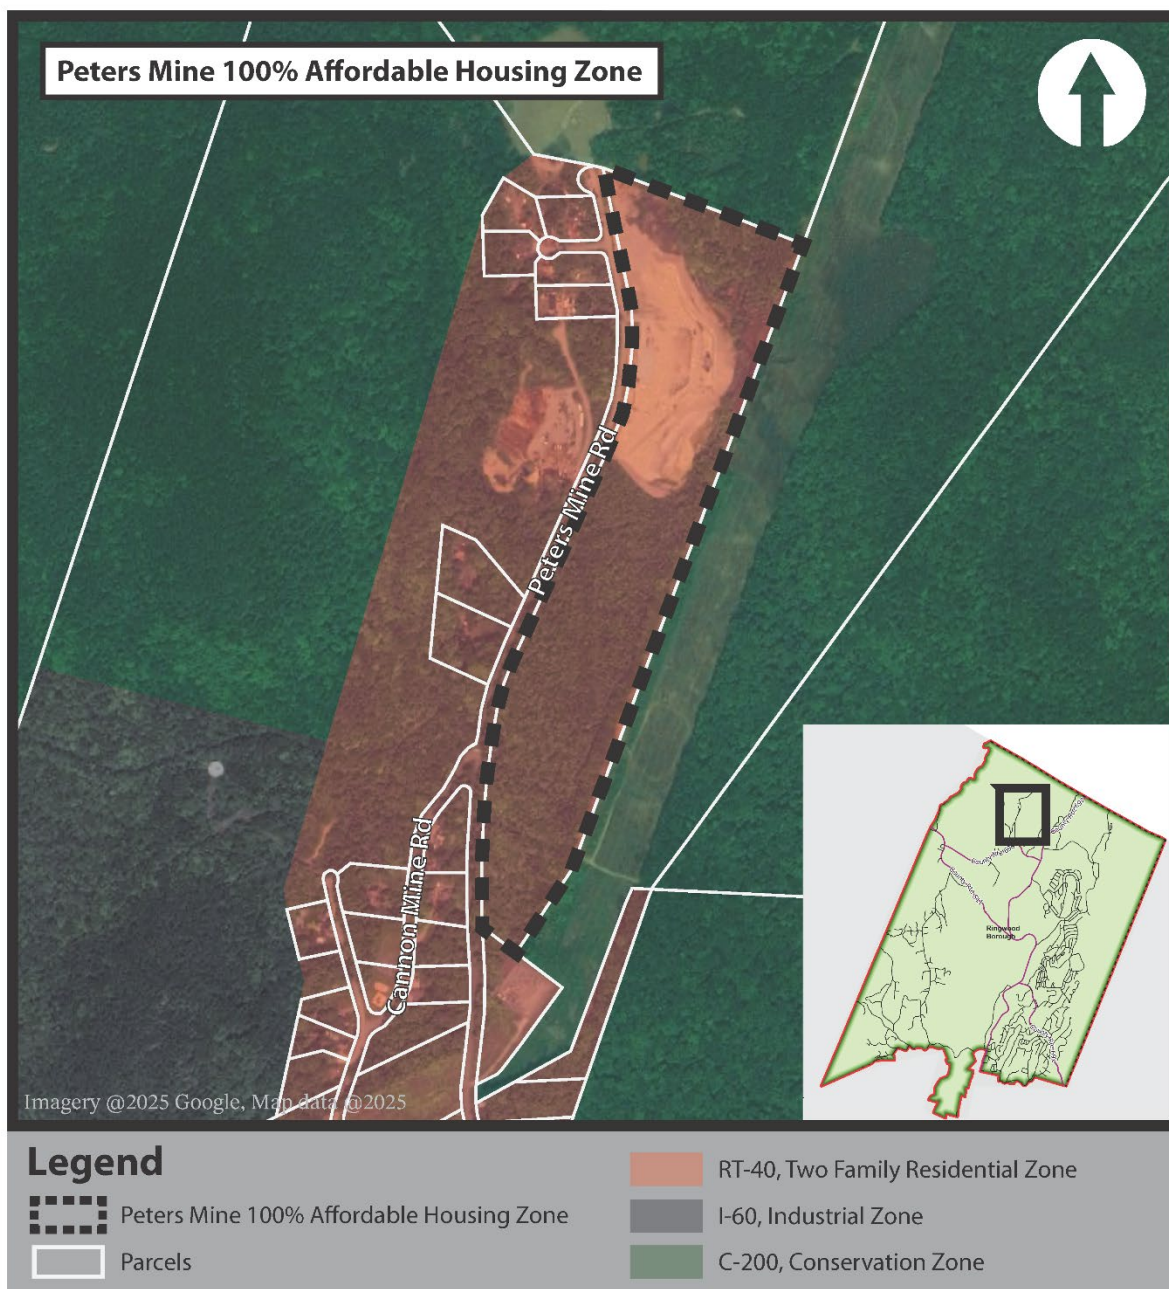 Peters Mine 100% Affordable Housing Zone
Peters Mine Rd
Cannon Mine Rd
Ringwood
Borough
Imagery @2025 Google, Map data @2025
Legend
Peters Mine 100% Affordable Housing Zone
Parcels
RT-40, Two Family Residential Zone
I-60, Industrial Zone
C-200, Conservation Zone